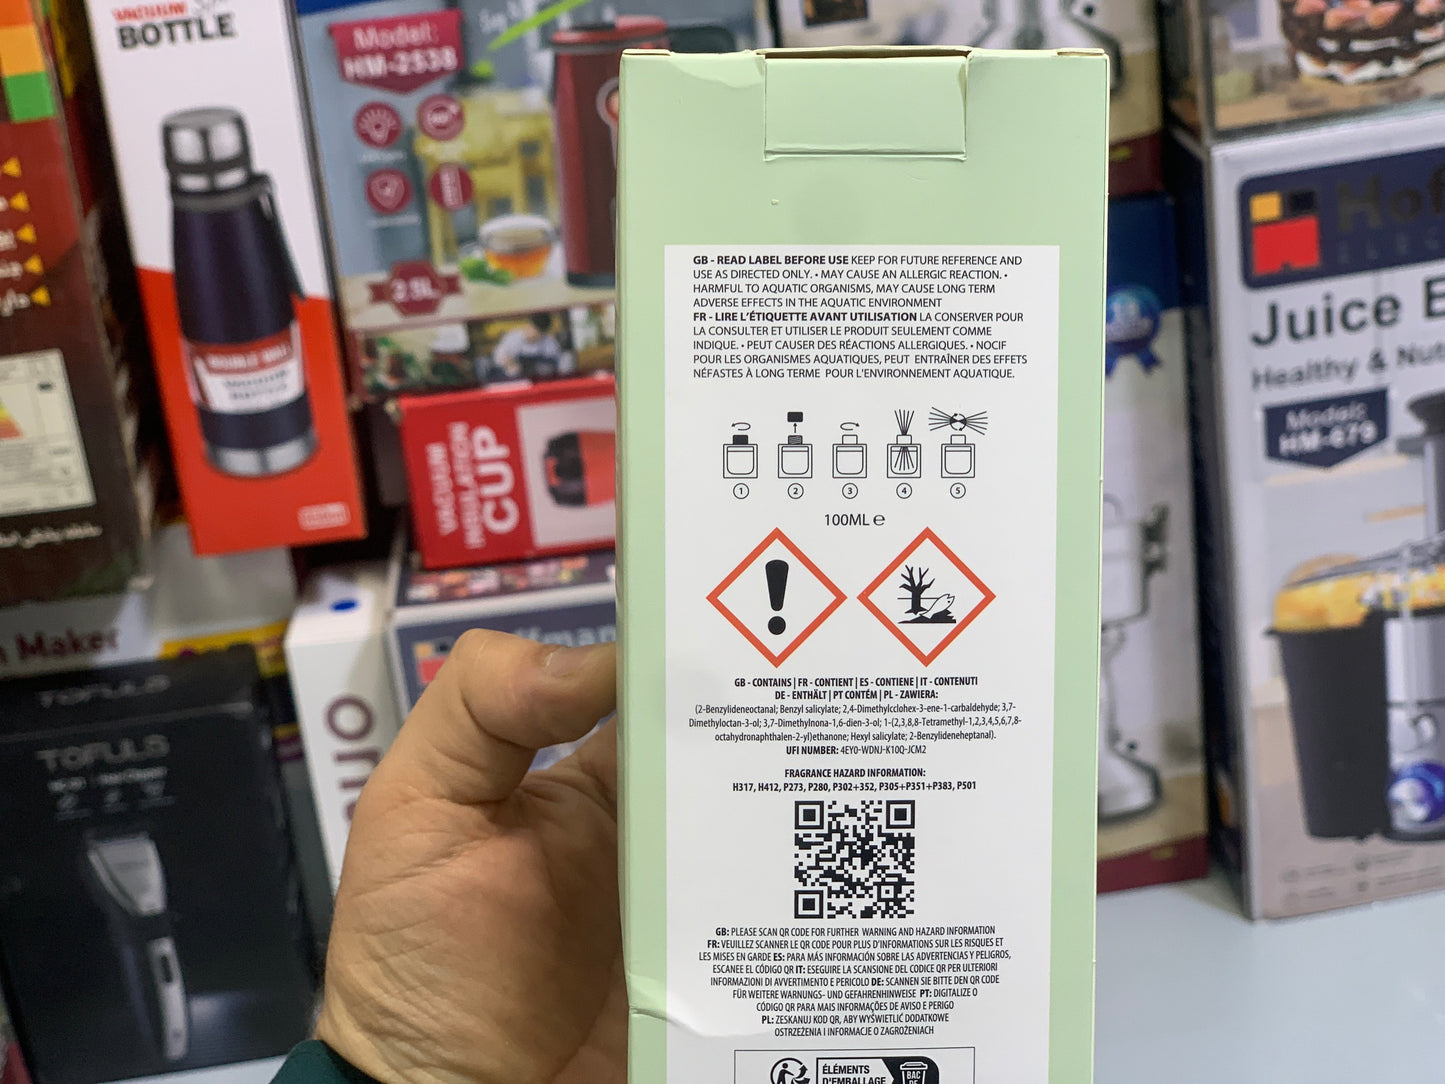 VACUUM
BOTTLE
Model:
HM-2538
2.5L
VACUUM
INSULATION
CUP
Maker
TOFULS
TOFULS
Juice E
Healthy & Nut
Model:
HM-679
GB - READ LABEL BEFORE USE KEEP FOR FUTURE REFERENCE AND
USE AS DIRECTED ONLY. • MAY CAUSE AN ALLERGIC REACTION. •
HARMFUL TO AQUATIC ORGANISMS, MAY CAUSE LONG TERM
ADVERSE EFFECTS IN THE AQUATIC ENVIRONMENT
FR - LIRE L'ÉTIQUETTE AVANT UTILISATION LA CONSERVER POUR
LA CONSULTER ET UTILISER LE PRODUIT SEULEMENT COMME
INDIQUE. • PEUT CAUSER DES RÉACTIONS ALLERGIQUES. • NOCIF
POUR LES ORGANISMES AQUATIQUES, PEUT ENTRAÎNER DES EFFETS
NÉFASTES À LONG TERME POUR L'ENVIRONNEMENT AQUATIQUE.
1 2 3 4 5
100ML ℮
GB - CONTAINS | FR - CONTIENT | ES - CONTIENE | IT - CONTENUTI
DE - ENTHÄLT | PT CONTÉM | PL - ZAWIERA:
(2-Benzylideneoctanal; Benzyl salicylate; 2,4-Dimethylcclohex-3-ene-1-carbaldehyde; 3,7-
Dimethyloctan-3-ol; 3,7-Dimethylnona-1,6-dien-3-ol; 1-(2,3,8,8-Tetramethyl-1,2,3,4,5,6,7,8-
octahydronaphthalen-2-yl)ethanone; Hexyl salicylate; 2-Benzylideneheptanal).
UFI NUMBER: 4EY0-WDNJ-K10Q-JCM2
FRAGRANCE HAZARD INFORMATION:
H317, H412, P273, P280, P302+352, P305+P351+P383, P501
GB: PLEASE SCAN QR CODE FOR FURTHER WARNING AND HAZARD INFORMATION
FR: VEUILLEZ SCANNER LE QR CODE POUR PLUS D'INFORMATIONS SUR LES RISQUES ET
LES MISES EN GARDE ES: PARA MÁS INFORMACIÓN SOBRE LAS ADVERTENCIAS Y PELIGROS,
ESCANEE EL CÓDIGO QR IT: ESEGUIRE LA SCANSIONE DEL CODICE QR PER ULTERIORI
INFORMAZIONI DI AVVERTIMENTO E PERICOLO DE: SCANNEN SIE BITTE DEN QR CODE
FÜR WEITERE WARNUNGS- UND GEFAHRENHINWEISE PT: DIGITALIZE O
CÓDIGO QR PARA MAIS INFORMAÇÕES DE AVISO E PERIGO
PL: ZESKANUJ KOD QR, ABY WYŚWIETLIĆ DODATKOWE
OSTRZEŻENIA I INFORMACJE O ZAGROŻENIACH
ÉLÉMENTS
D'EMBALLAGE
BAC
DE